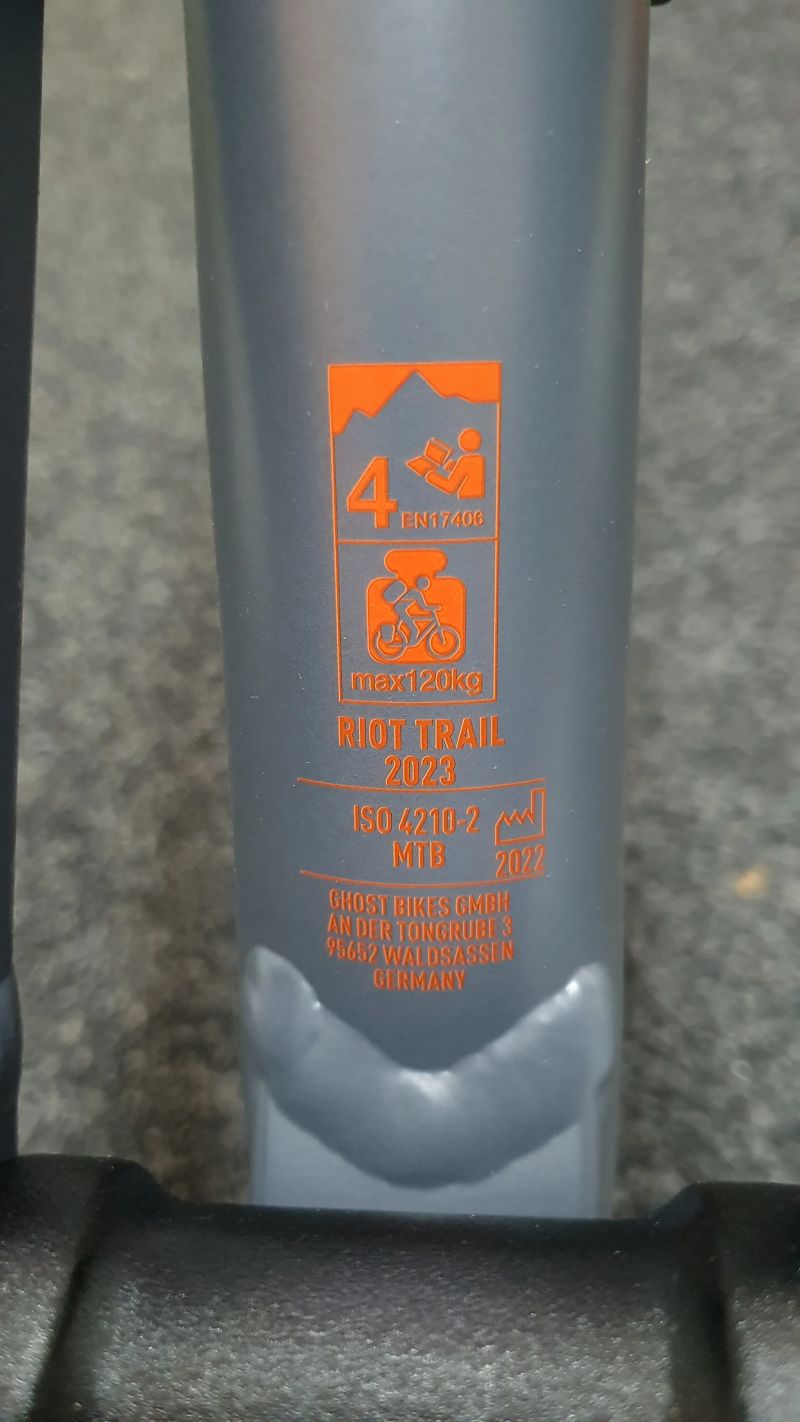 4
EN17406
max120kg
RIOT TRAIL
2023
ISO 4210-2
MTB
2022
GHOST BIKES GMBH
AN DER TONGRUBE 3
95652 WALDSASSEN
GERMANY